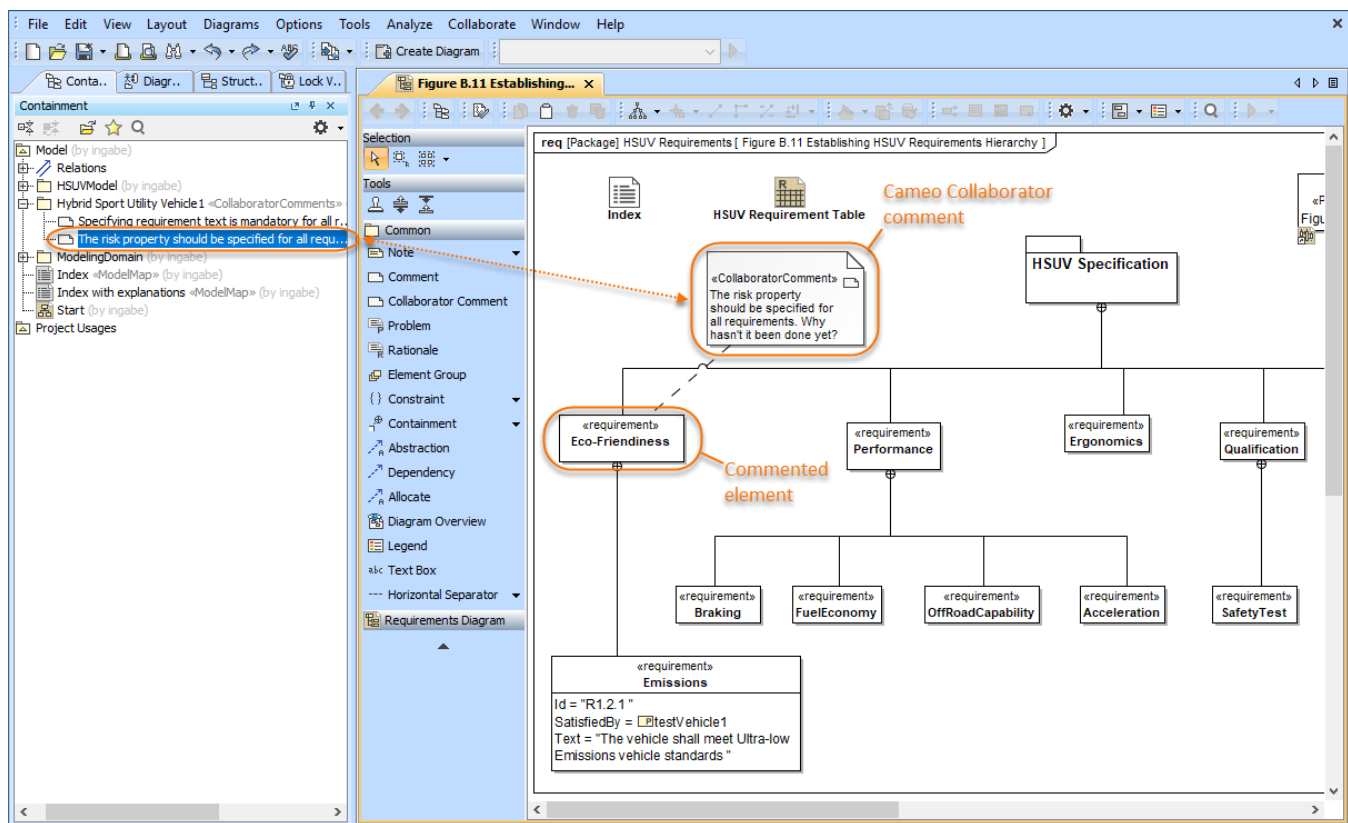 File Edit View Layout Diagrams Options Tools Analyze Collaborate Window Help
Create Diagram
Conta.. Diagr.. Struct.. Lock V..
Containment
Model (by ingabe)
Relations
HSUVModel (by ingabe)
Hybrid Sport Utility Vehicle1 «CollaboratorComments»
Specifying requirement text is mandatory for all r..
The risk property should be specified for all requ...
ModelingDomain (by ingabe)
Index «ModelMap» (by ingabe)
Index with explanations «ModelMap» (by ingabe)
Start (by ingabe)
Project Usages
Figure B.11 Establishing...
Selection
Tools
Common
Note
Comment
Collaborator Comment
Problem
Rationale
Element Group
Constraint
Containment
Abstraction
Dependency
Allocate
Diagram Overview
Legend
Text Box
Horizontal Separator
Requirements Diagram
req [Package] HSUV Requirements [ Figure B.11 Establishing HSUV Requirements Hierarchy ]
Index
HSUV Requirement Table
Cameo Collaborator
comment
«F
Figu
HSUV Specification
«CollaboratorComment»
The risk property
should be specified for
all requirements. Why
hasn't it been done yet?
«requirement»
Eco-Friendiness
Commented
element
«requirement»
Performance
«requirement»
Ergonomics
«requirement»
Qualification
«requirement»
Braking
«requirement»
FuelEconomy
«requirement»
OffRoadCapability
«requirement»
Acceleration
«requirement»
SafetyTest
«requirement»
Emissions
Id = "R1.2.1 "
SatisfiedBy = testVehicle1
Text = "The vehicle shall meet Ultra-low
Emissions vehicle standards "